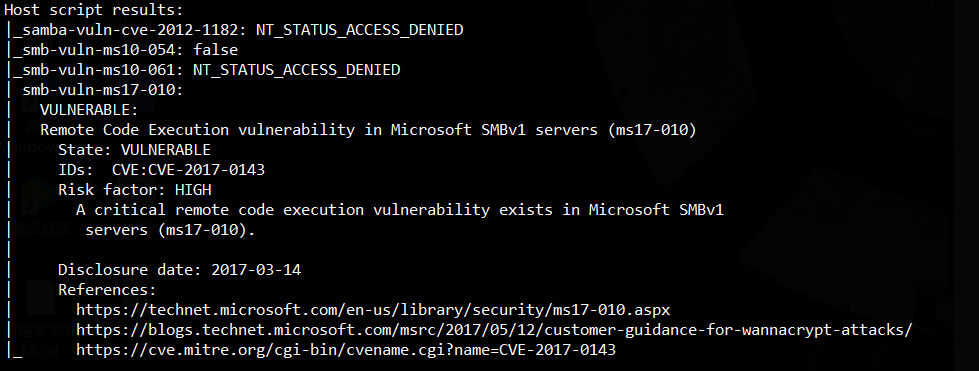 Host script results:
|_samba-vuln-cve-2012-1182: NT_STATUS_ACCESS_DENIED
|_smb-vuln-ms10-054: false
|_smb-vuln-ms10-061: NT_STATUS_ACCESS_DENIED
| smb-vuln-ms17-010:
|   VULNERABLE:
|   Remote Code Execution vulnerability in Microsoft SMBv1 servers (ms17-010)
|     State: VULNERABLE
|     IDs:  CVE:CVE-2017-0143
|     Risk factor: HIGH
|       A critical remote code execution vulnerability exists in Microsoft SMBv1
|        servers (ms17-010).
|
|     Disclosure date: 2017-03-14
|     References:
|       https://technet.microsoft.com/en-us/library/security/ms17-010.aspx
|       https://blogs.technet.microsoft.com/msrc/2017/05/12/customer-guidance-for-wannacrypt-attacks/
|_      https://cve.mitre.org/cgi-bin/cvename.cgi?name=CVE-2017-0143